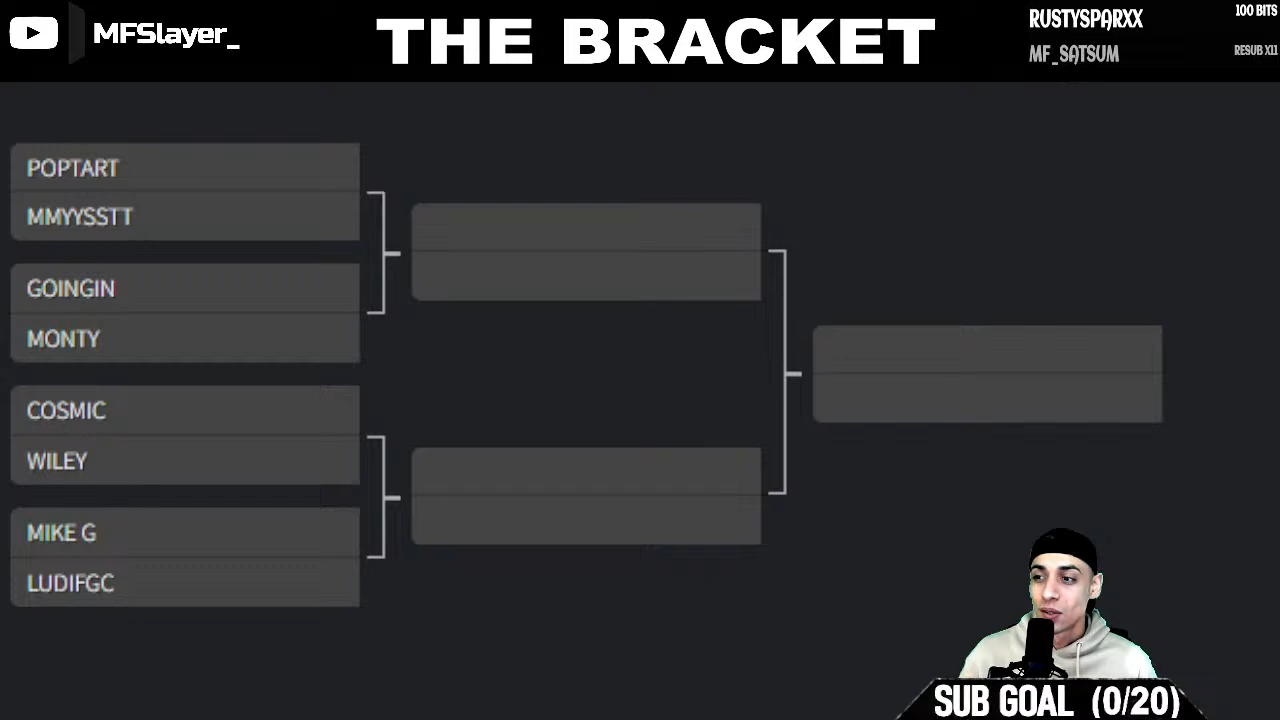 MFSlayer_
THE BRACKET
RUSTYSPARXX 100 BITS
MF_SATSUM RESUB X11
POPTART
MMYYSSTT
GOINGIN
MONTY
COSMIC
WILEY
MIKE G
LUDIFGC
SUB GOAL (0/20)